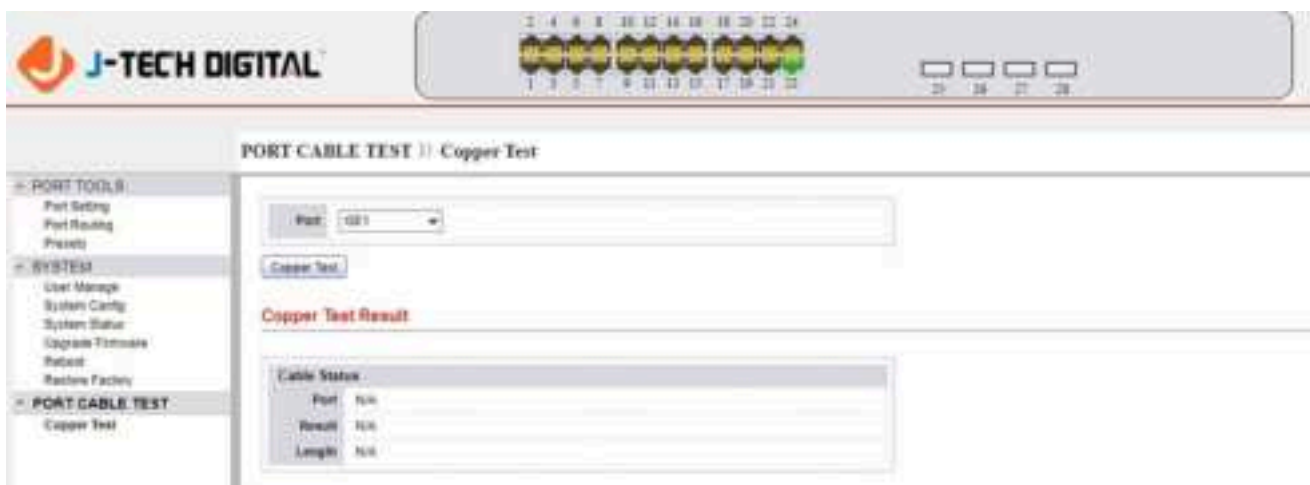 2 4 6 8 10 12 14 16 18 20 22 24
J-TECH DIGITAL
1 3 5 7 9 11 13 15 17 19 21 23
25 26 27 28
PORT CABLE TEST Copper Test
PORT TOOLS
Port Setting
Port Routing
Presets
SYSTEM
User Manage
System Config
System Status
Upgrade Firmware
Reboot
Restore Factory
PORT CABLE TEST
Copper Test
Port GE1
Copper Test
Copper Test Result
Cable Status
Port N/A
Result N/A
Length N/A